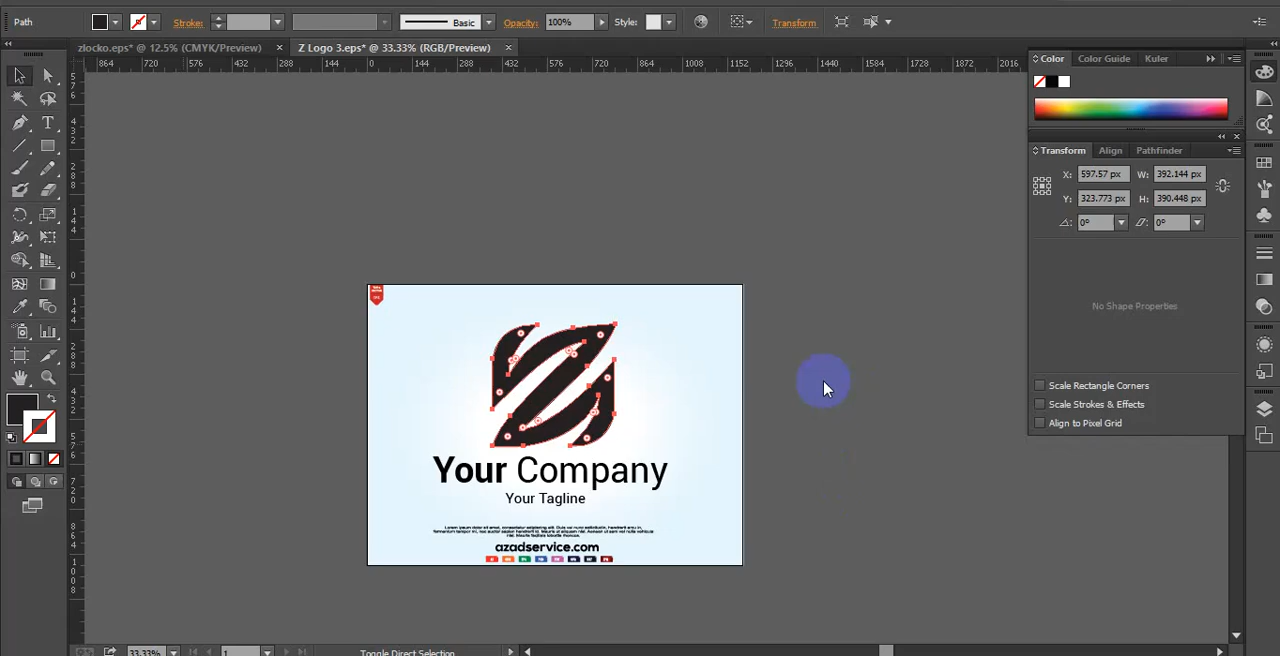 Path
Stroke:
Basic
Opacity: 100%
Style:
Transform
zlocko.eps* @ 12.5% (CMYK/Preview) ×
Z Logo 3.eps* @ 33.33% (RGB/Preview) ×
864 720 576 432 288 144 0 144 288 432 576 720 864 1008 1152 1296 1440 1584 1728 1872 2016
Color
Color Guide
Kuler
Transform
Align
Pathfinder
X: 597.57 px
W: 392.144 px
Y: 323.773 px
H: 390.448 px
0°
0°
No Shape Properties
Scale Rectangle Corners
Scale Strokes & Effects
Align to Pixel Grid
Your Company
Your Tagline
azadservice.com
33.33%
1
Toggle Direct Selection